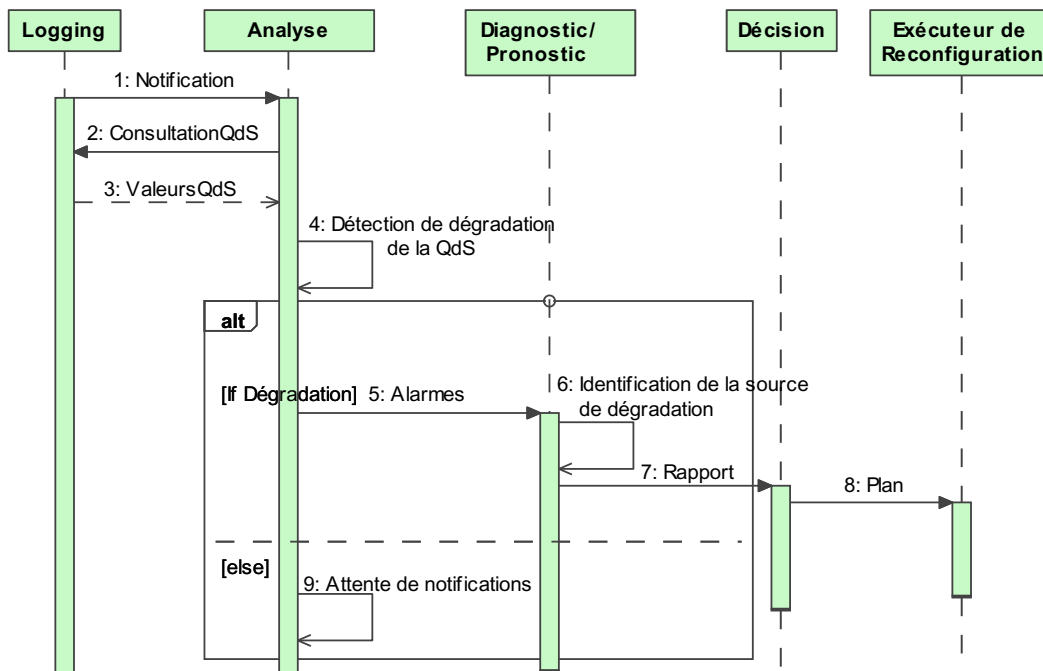 Logging
Analyse
Diagnostic/
Pronostic
Décision
Exécuteur de
Reconfiguration
1: Notification
2: ConsultationQdS
3: ValeursQdS
4: Détection de dégradation
de la QdS
alt
[If Dégradation]
5: Alarmes
6: Identification de la source
de dégradation
7: Rapport
8: Plan
[else]
9: Attente de notifications